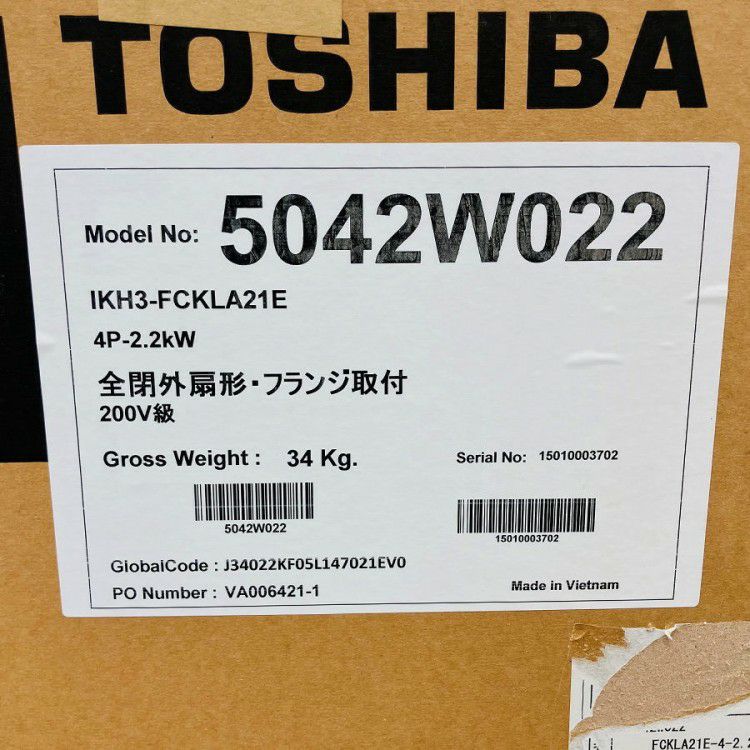 TOSHIBA
Model No: 5042W022
IKH3-FCKLA21E
4P-2.2kW
全閉外扇形・フランジ取付
200V級
Gross Weight : 34 Kg.
Serial No: 15010003702
5042W022
15010003702
GlobalCode : J34022KF05L147021EV0
PO Number : VA006421-1
Made in Vietnam
FCKLA21E-4-2.2